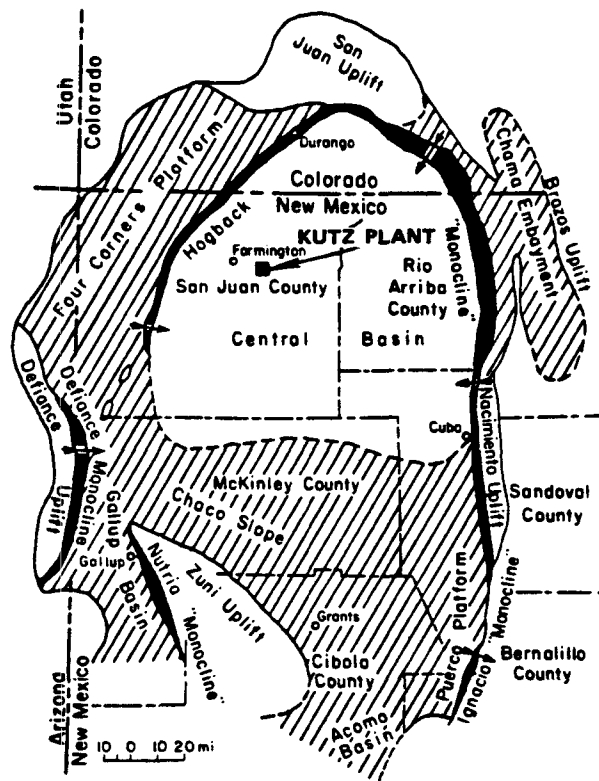 San
Juan Uplift
Utah
Colorado
Durango
Four Corners Platform
Hogback
Colorado
New Mexico
Chama
Embayment
Brazos Uplift
KUTZ PLANT
Farmington
San Juan County
"Monocline"
Rio
Arriba
County
Central Basin
Defiance
Uplift
Defiance
Monocline
Cuba
Nacimiento Uplift
McKinley County
Chaco Slope
Sandoval
County
Gallup
Basin
Gallup
Nutria
"Monocline"
Zuni Uplift
Grants
Cibola
County
Puerco
Platform
Ignacio "Monocline"
Bernalillo
County
Acoma
Basin
Arizona
New Mexico
10 0 10 20 mi